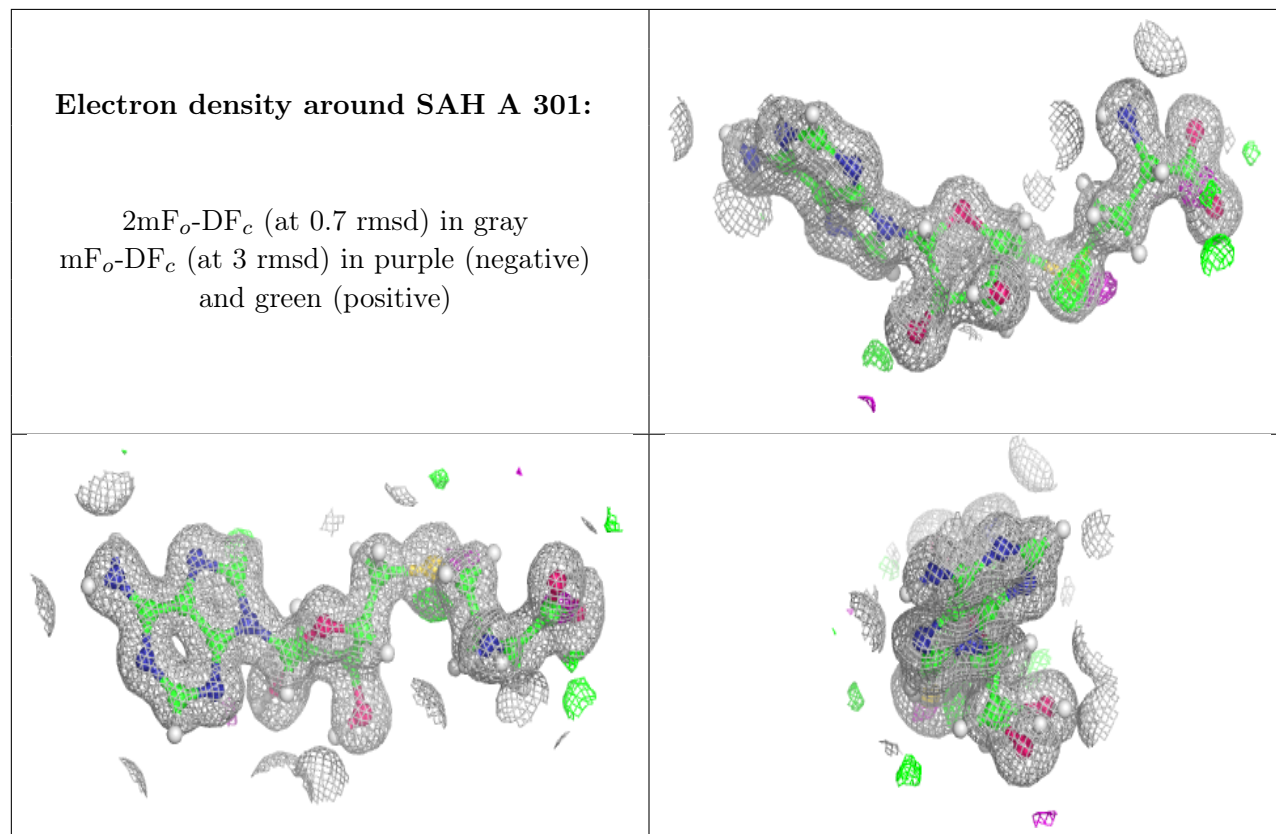 Electron density around SAH A 301:
2mFo-DFc (at 0.7 rmsd) in gray
mFo-DFc (at 3 rmsd) in purple (negative)
and green (positive)